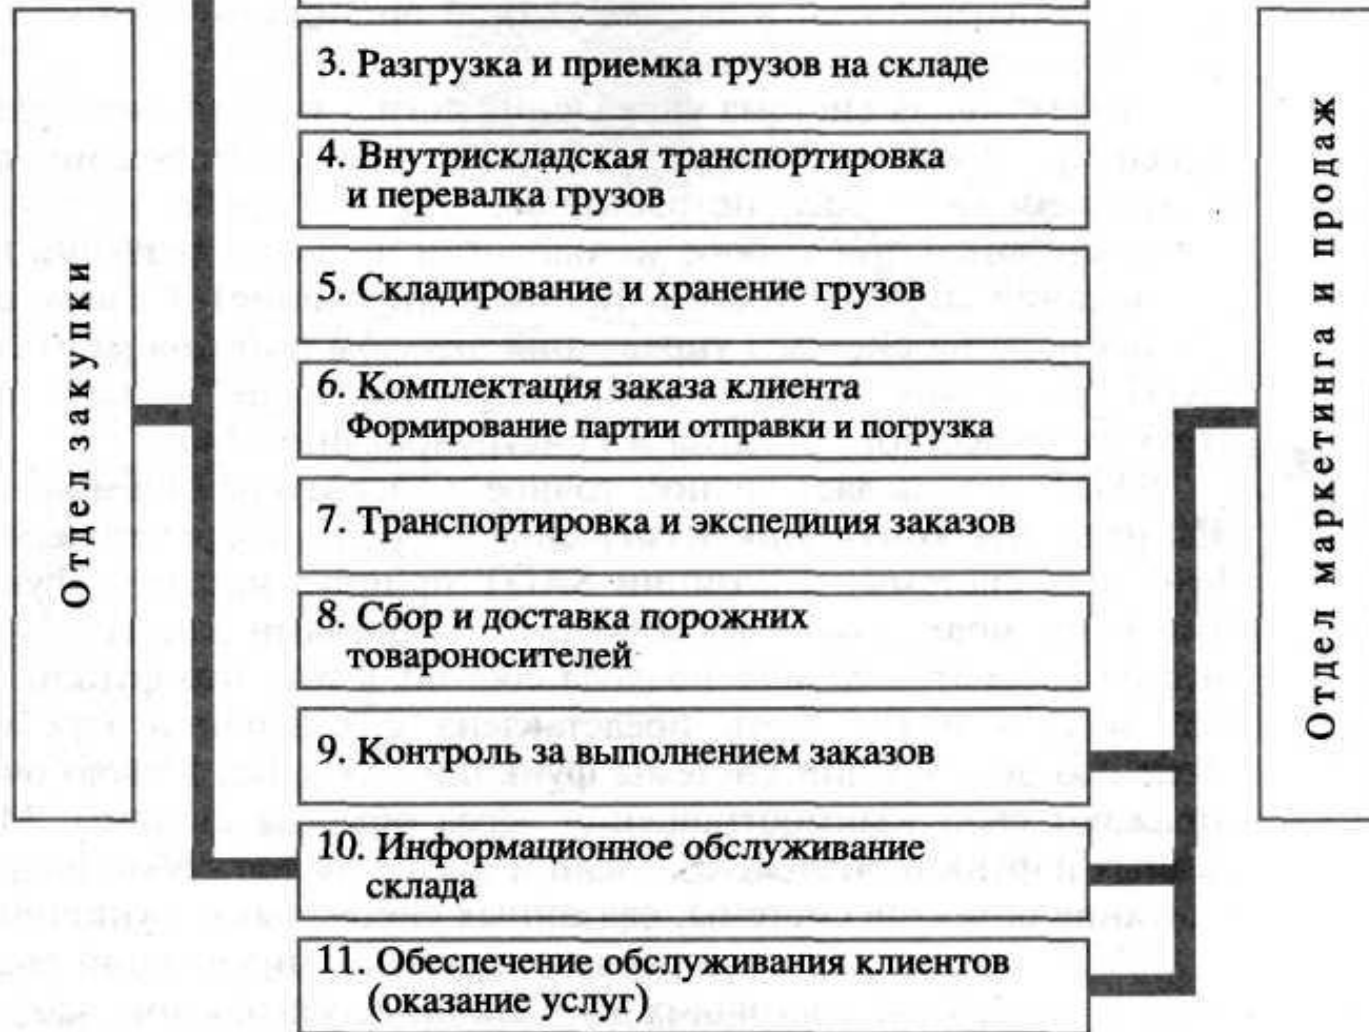 Отдел закупки
3. Разгрузка и приемка грузов на складе
4. Внутрискладская транспортировка
и перевалка грузов
5. Складирование и хранение грузов
6. Комплектация заказа клиента
Формирование партии отправки и погрузка
7. Транспортировка и экспедиция заказов
8. Сбор и доставка порожних
товароносителей
9. Контроль за выполнением заказов
10. Информационное обслуживание
склада
11. Обеспечение обслуживания клиентов
(оказание услуг)
Отдел маркетинга и продаж